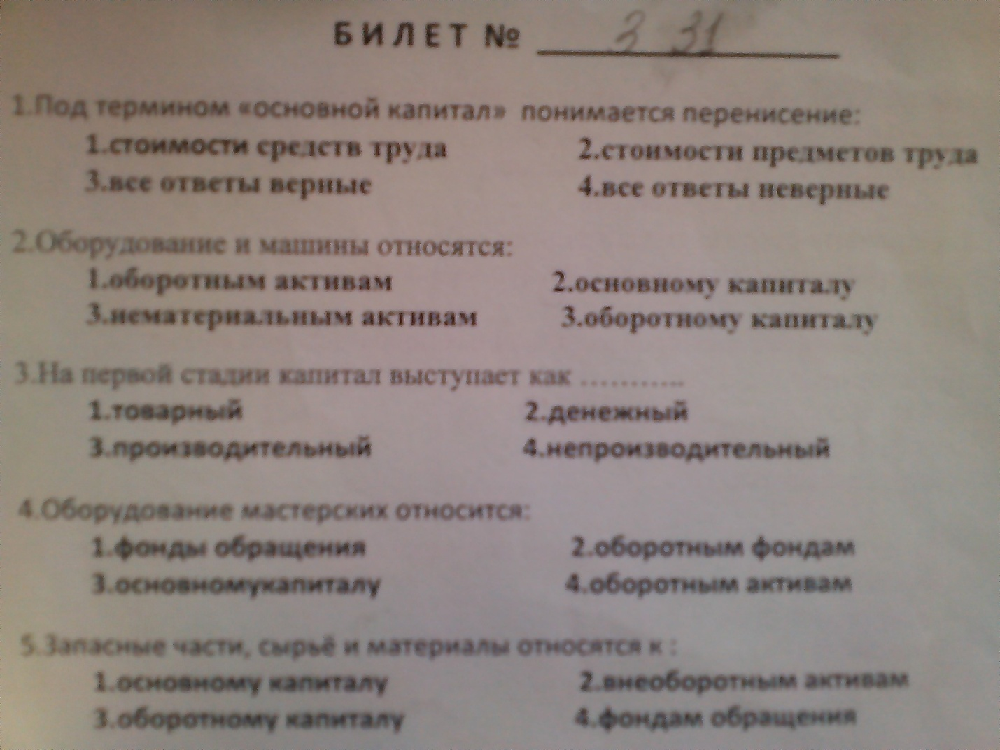 БИЛЕТ № 3 31
1.Под термином «основной капитал» понимается перенисение:
1.стоимости средств труда 2.стоимости предметов труда
3.все ответы верные 4.все ответы неверные
2.Оборудование и машины относятся:
1.оборотным активам 2.основному капиталу
3.нематериальным активам 3.оборотному капиталу
3.На первой стадии капитал выступает как ...........
1.товарный 2.денежный
3.производительный 4.непроизводительный
4.Оборудование мастерских относится:
1.фонды обращения 2.оборотным фондам
3.основномукапиталу 4.оборотным активам
5.Запасные части, сырьё и материалы относятся к :
1.основному капиталу 2.внеоборотным активам
3.оборотному капиталу 4.фондам обращения